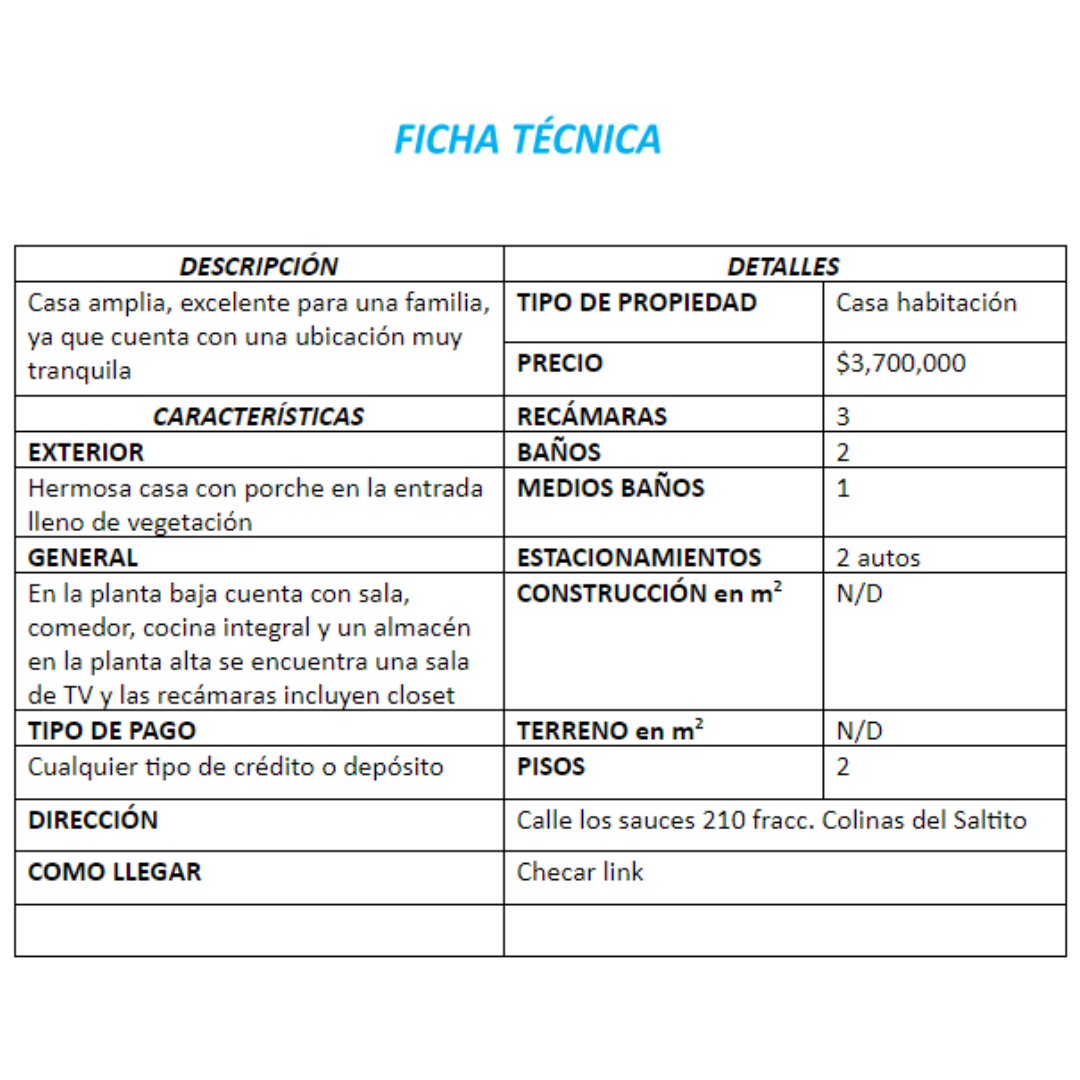 FICHA TÉCNICA
DESCRIPCIÓN
DETALLES
Casa amplia, excelente para una familia,
ya que cuenta con una ubicación muy
tranquila
TIPO DE PROPIEDAD
Casa habitación
PRECIO
$3,700,000
CARACTERÍSTICAS
RECÁMARAS
3
EXTERIOR
BAÑOS
2
Hermosa casa con porche en la entrada
lleno de vegetación
MEDIOS BAÑOS
1
GENERAL
ESTACIONAMIENTOS
2 autos
En la planta baja cuenta con sala,
comedor, cocina integral y un almacén
en la planta alta se encuentra una sala
de TV y las recámaras incluyen closet
CONSTRUCCIÓN en m²
N/D
TIPO DE PAGO
TERRENO en m²
N/D
Cualquier tipo de crédito o depósito
PISOS
2
DIRECCIÓN
Calle los sauces 210 fracc. Colinas del Saltito
COMO LLEGAR
Checar link